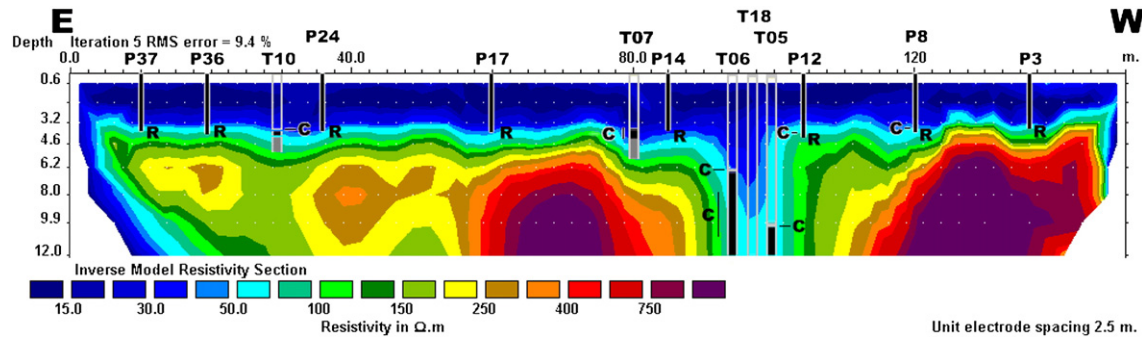 E T18 W
Depth Iteration 5 RMS error = 9.4 % P24 T07 T05 P8
0.0 P37 P36 T10 40.0 P17 80.0 P14 T06 P12 120 P3 m.
0.6
3.2
4.6
6.2
8.0
9.9
12.0
R R C R R C R C C C C R C R R
Inverse Model Resistivity Section
15.0 30.0 50.0 100 150 250 400 750
Resistivity in Ω.m Unit electrode spacing 2.5 m.